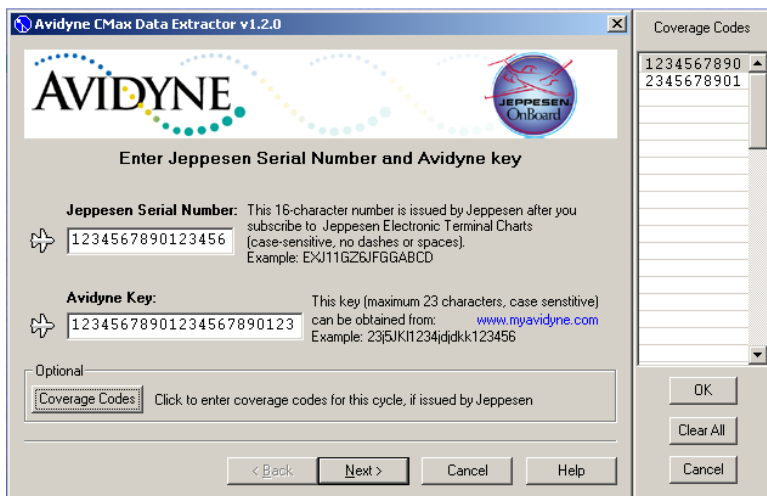 Avidyne CMax Data Extractor v1.2.0
AVIDYNE
JEPPESEN
OnBoard
Enter Jeppesen Serial Number and Avidyne key
Jeppesen Serial Number:
This 16-character number is issued by Jeppesen after you
subscribe to Jeppesen Electronic Terminal Charts
(case-sensitive, no dashes or spaces).
Example: EXJ11GZ6JFGGABCD
1234567890123456
Avidyne Key:
This key (maximum 23 characters, case senstitive)
can be obtained from: www.myavidyne.com
Example: 23j5JKl1234jdjdkk123456
12345678901234567890123
Optional
Coverage Codes
Click to enter coverage codes for this cycle, if issued by Jeppesen
< Back
Next >
Cancel
Help
Coverage Codes
1234567890
2345678901
OK
Clear All
Cancel